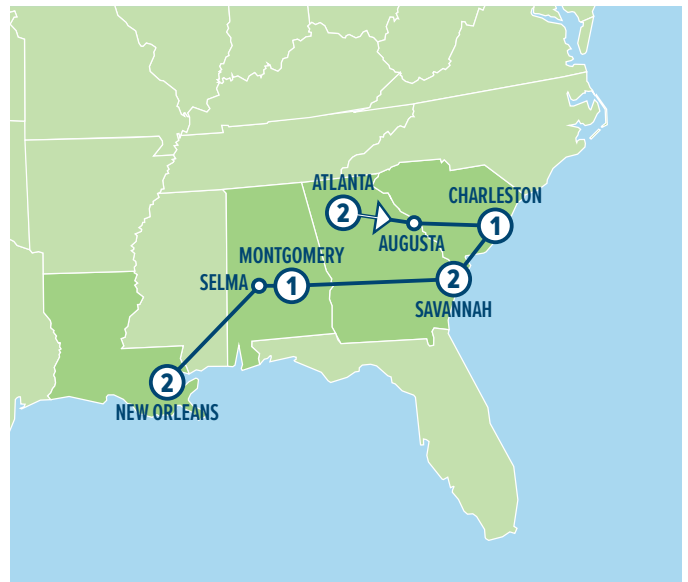 ATLANTA
2
CHARLESTON
1
AUGUSTA
MONTGOMERY
SELMA
1
2
SAVANNAH
2
NEW ORLEANS